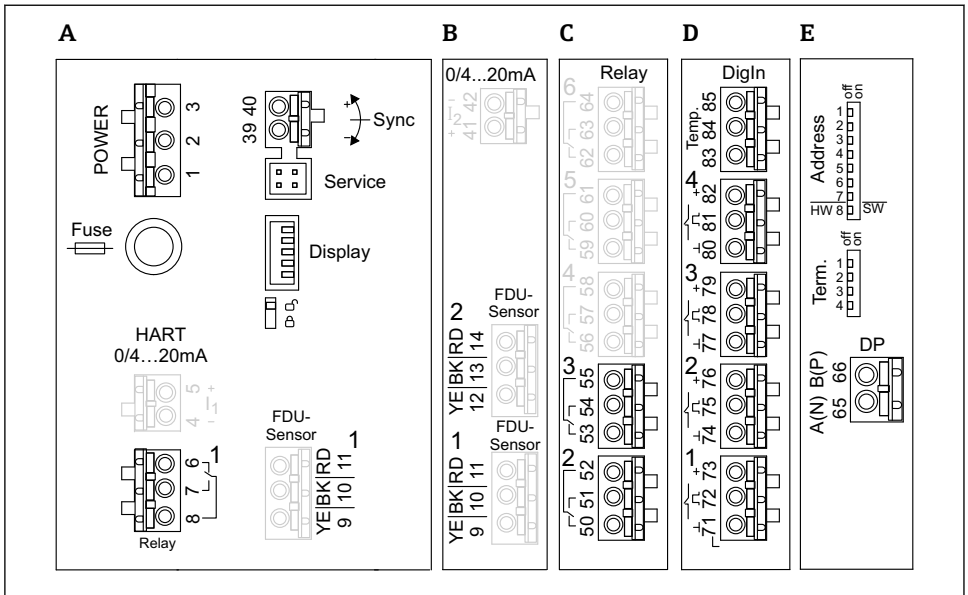 A
POWER
1 2 3
39 40
+
-
Sync
Service
Fuse
Display
HART
0/4...20mA
4 5
- I1 +
1
6
7
8
Relay
FDU-
Sensor
1
YE BK RD
9 10 11
B
0/4...20mA
+ I2 -
41 42
FDU-
Sensor
2
YE BK RD
12 13 14
FDU-
Sensor
1
YE BK RD
9 10 11
C
Relay
6
62 63 64
5
59 60 61
4
56 57 58
3
53 54 55
2
50 51 52
D
DigIn
Temp.
83 84 85
4
+
80 81 82
3
+
77 78 79
2
+
74 75 76
1
+
71 72 73
E
off
on
Address
1
2
3
4
5
6
7
HW 8 SW
off
on
Term.
1
2
3
4
DP
A(N) B(P)
65 66